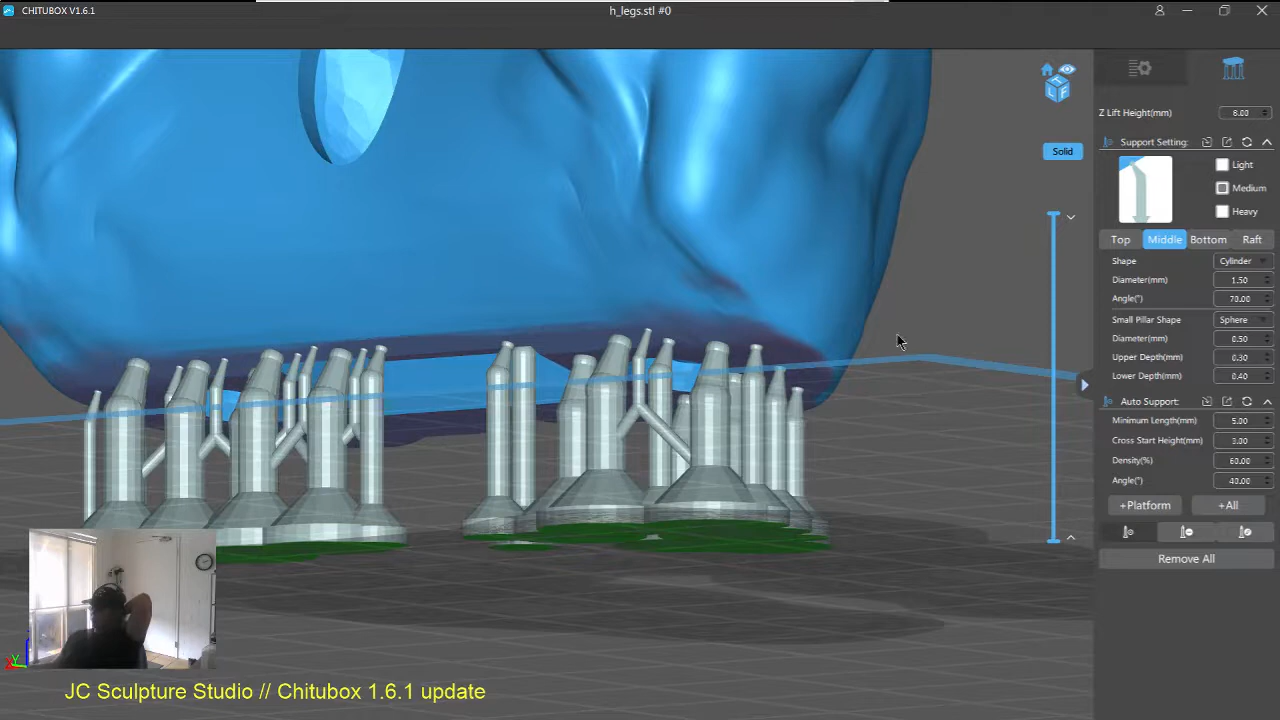 CHITUBOX V1.6.1
h_legs.stl #0
Z Lift Height(mm) 6.00
Support Setting:
Light
Medium
Heavy
Top Middle Bottom Raft
Shape Cylinder
Diameter(mm) 1.50
Angle(°) 70.00
Small Pillar Shape Sphere
Diameter(mm) 0.50
Upper Depth(mm) 0.30
Lower Depth(mm) 0.40
Auto Support:
Minimum Length(mm) 5.00
Cross Start Height(mm) 3.00
Density(%) 60.00
Angle(°) 40.00
+Platform +All
Remove All
Solid
T
L F
X Y
JC Sculpture Studio // Chitubox 1.6.1 update